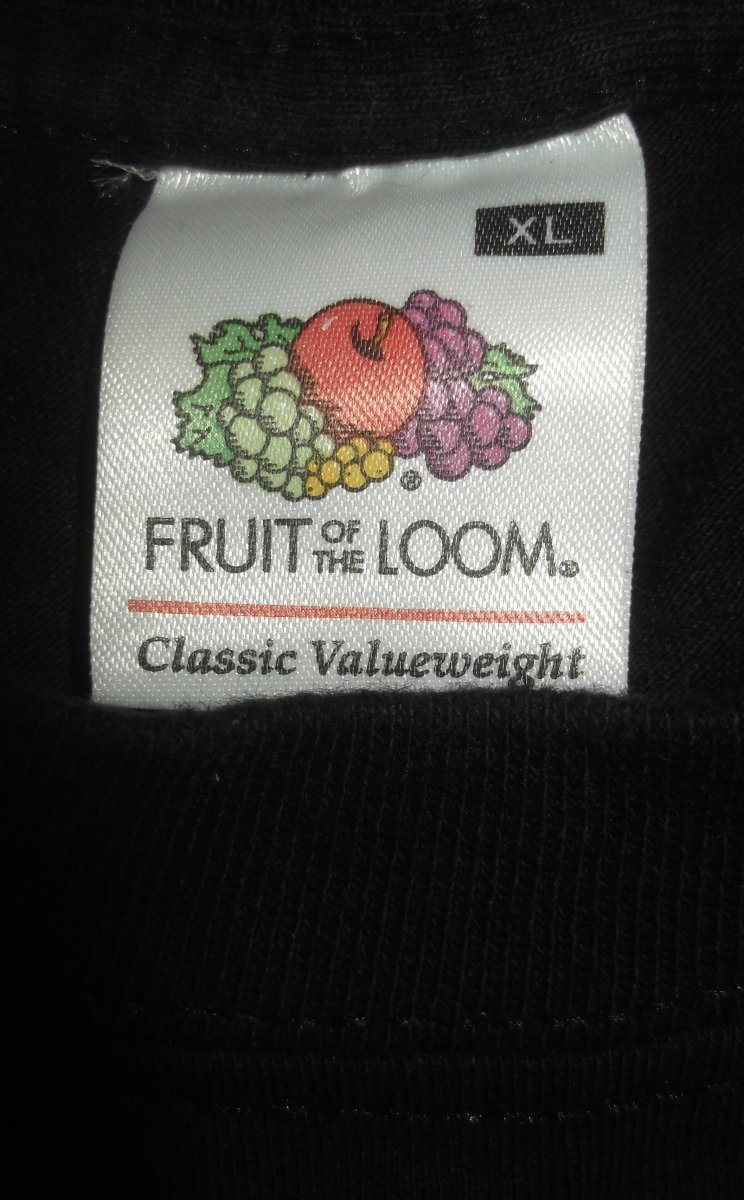 XL
®
FRUIT OF THE LOOM®
Classic Valueweight